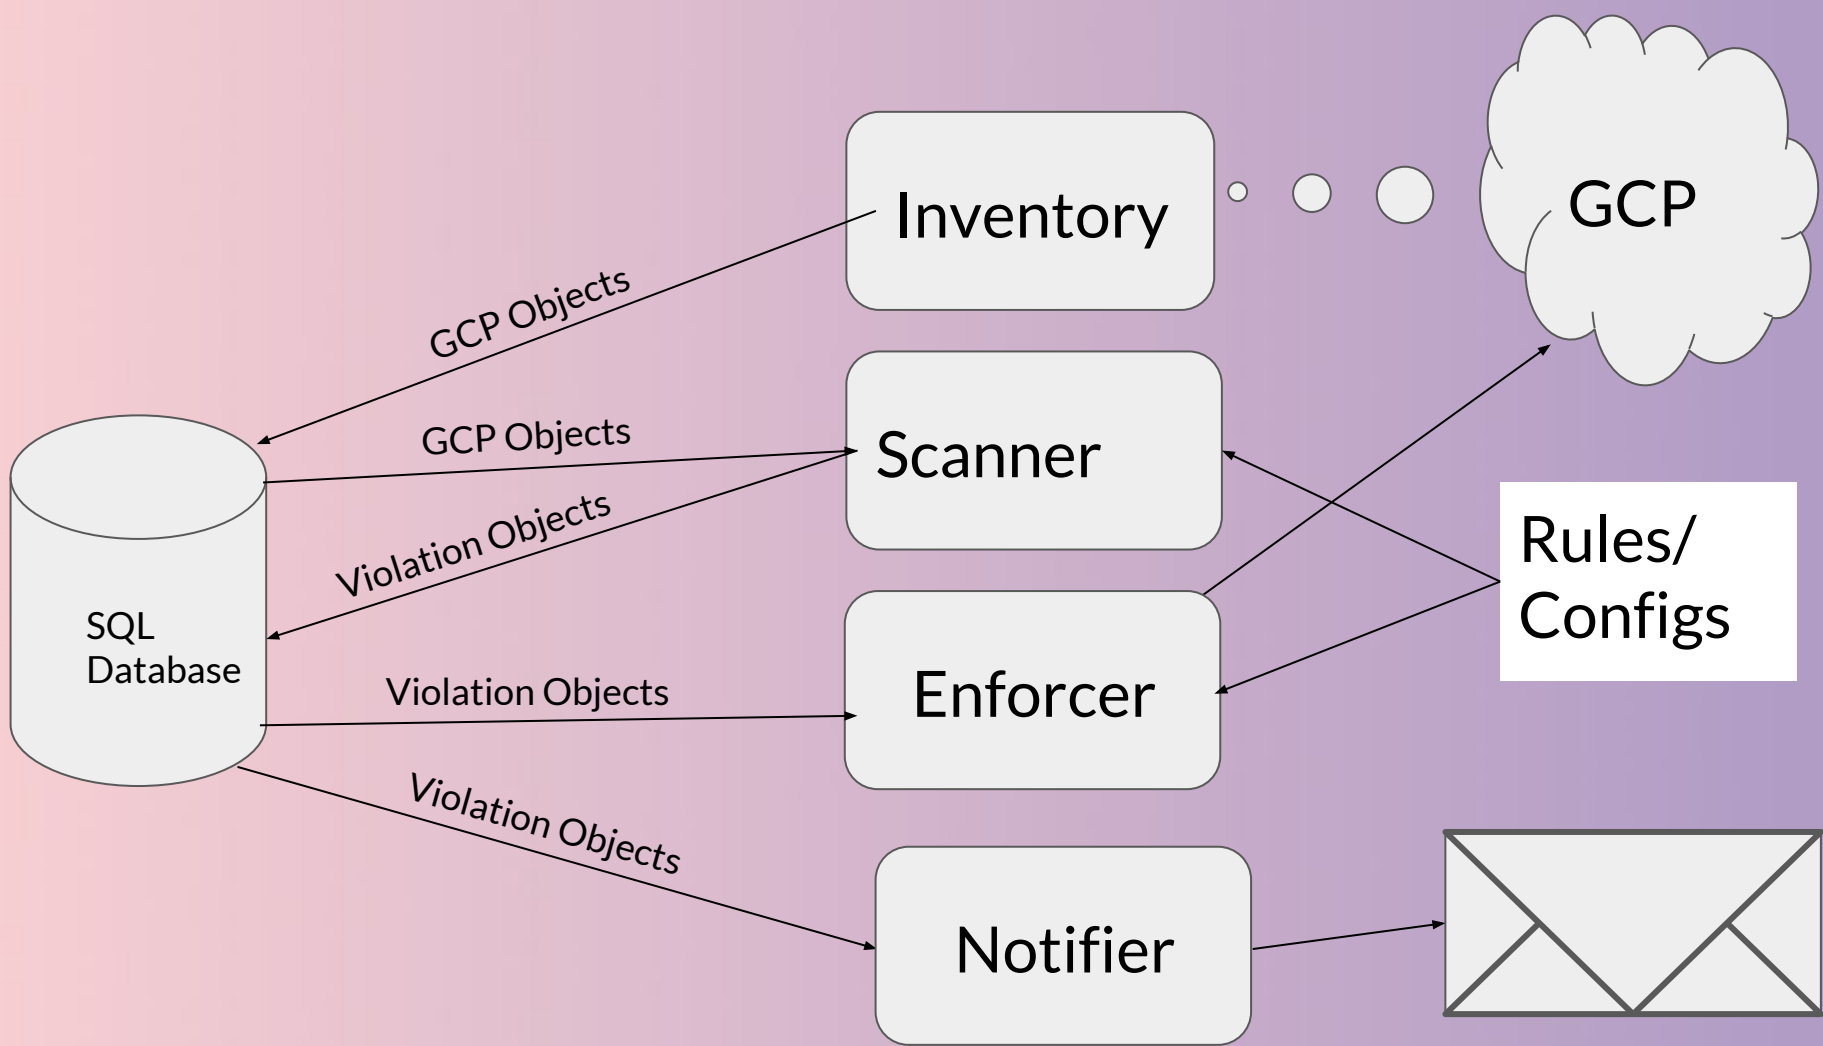 Inventory
GCP
GCP Objects
GCP Objects
Scanner
Violation Objects
Rules/
Configs
SQL
Database
Violation Objects
Enforcer
Violation Objects
Notifier